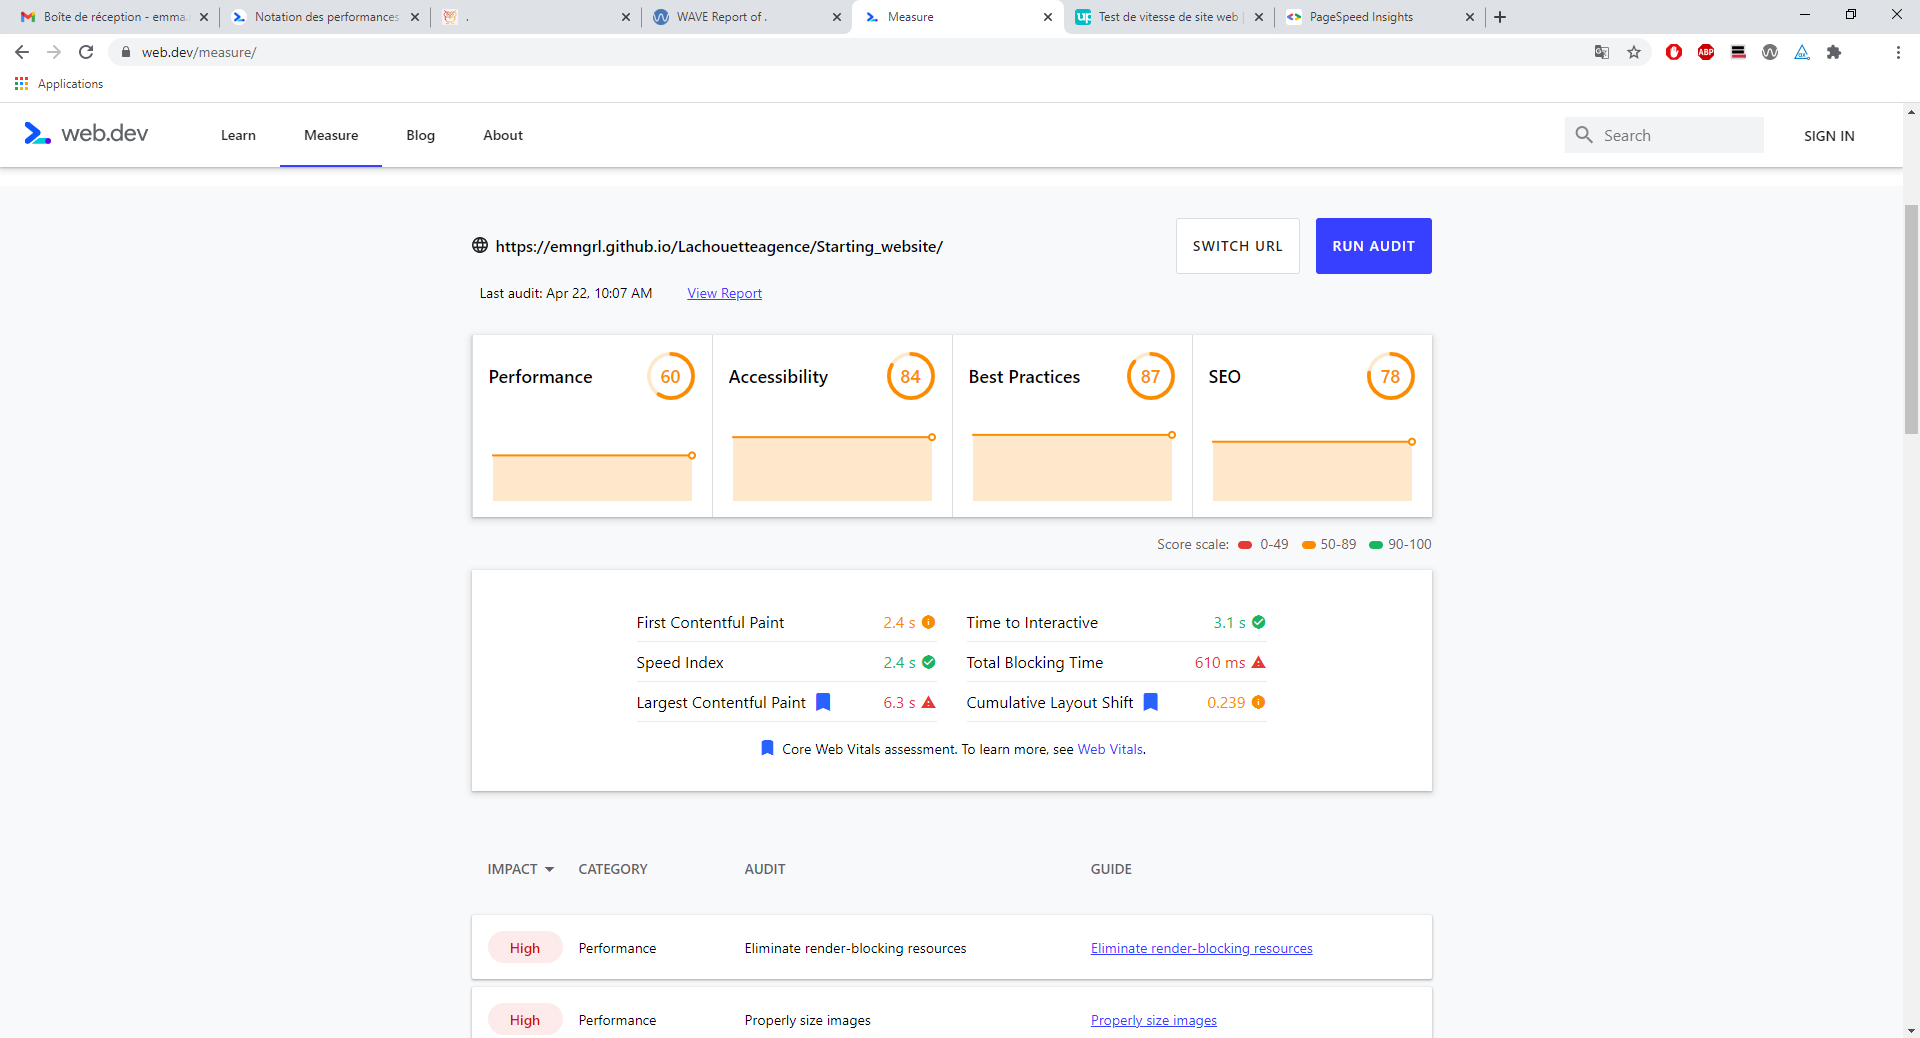 Boîte de réception - emma. Notation des performances . WAVE Report of . Measure Test de vitesse de site web PageSpeed Insights
web.dev/measure/ ABP
Applications
web.dev Learn Measure Blog About Search SIGN IN
https://emngrl.github.io/Lachouetteagence/Starting_website/ SWITCH URL RUN AUDIT
Last audit: Apr 22, 10:07 AM View Report
Performance 60 Accessibility 84 Best Practices 87 SEO 78
Score scale: 0-49 50-89 90-100
First Contentful Paint 2.4 s Time to Interactive 3.1 s
Speed Index 2.4 s Total Blocking Time 610 ms
Largest Contentful Paint 6.3 s Cumulative Layout Shift 0.239
Core Web Vitals assessment. To learn more, see Web Vitals.
IMPACT CATEGORY AUDIT GUIDE
High Performance Eliminate render-blocking resources Eliminate render-blocking resources
High Performance Properly size images Properly size images